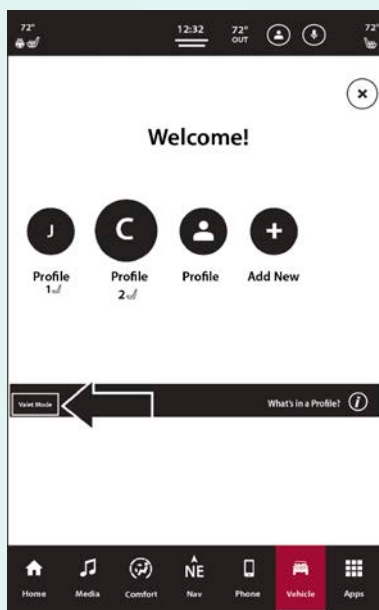 72° 12:32 72° 72°
OUT
Welcome!
J C +
Profile Profile Profile Add New
1 2
Valet Mode What's in a Profile? i
NE
Home Media Comfort Nav Phone Vehicle Apps